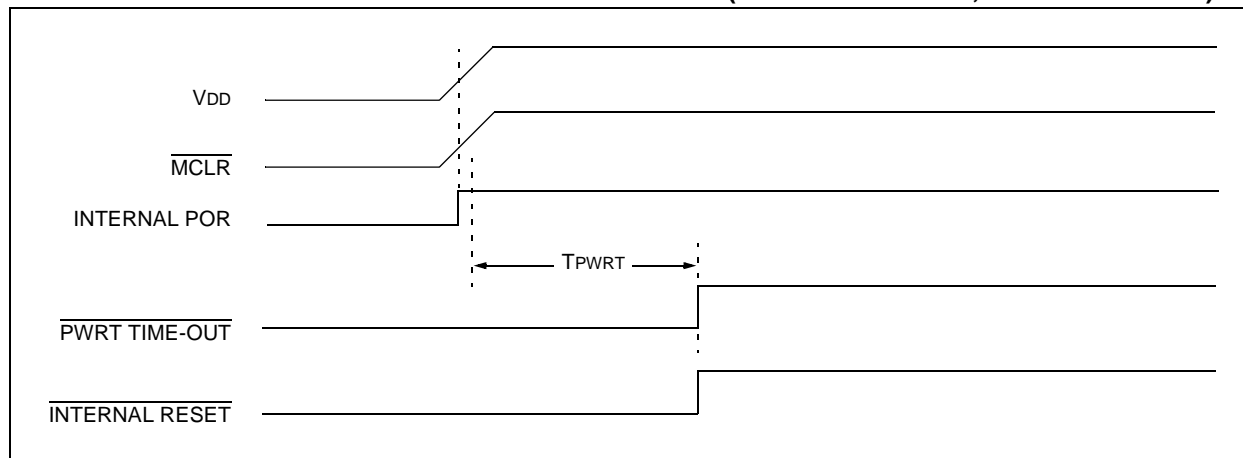 VDD
MCLR
INTERNAL POR
TPWRT
PWRT TIME-OUT
INTERNAL RESET